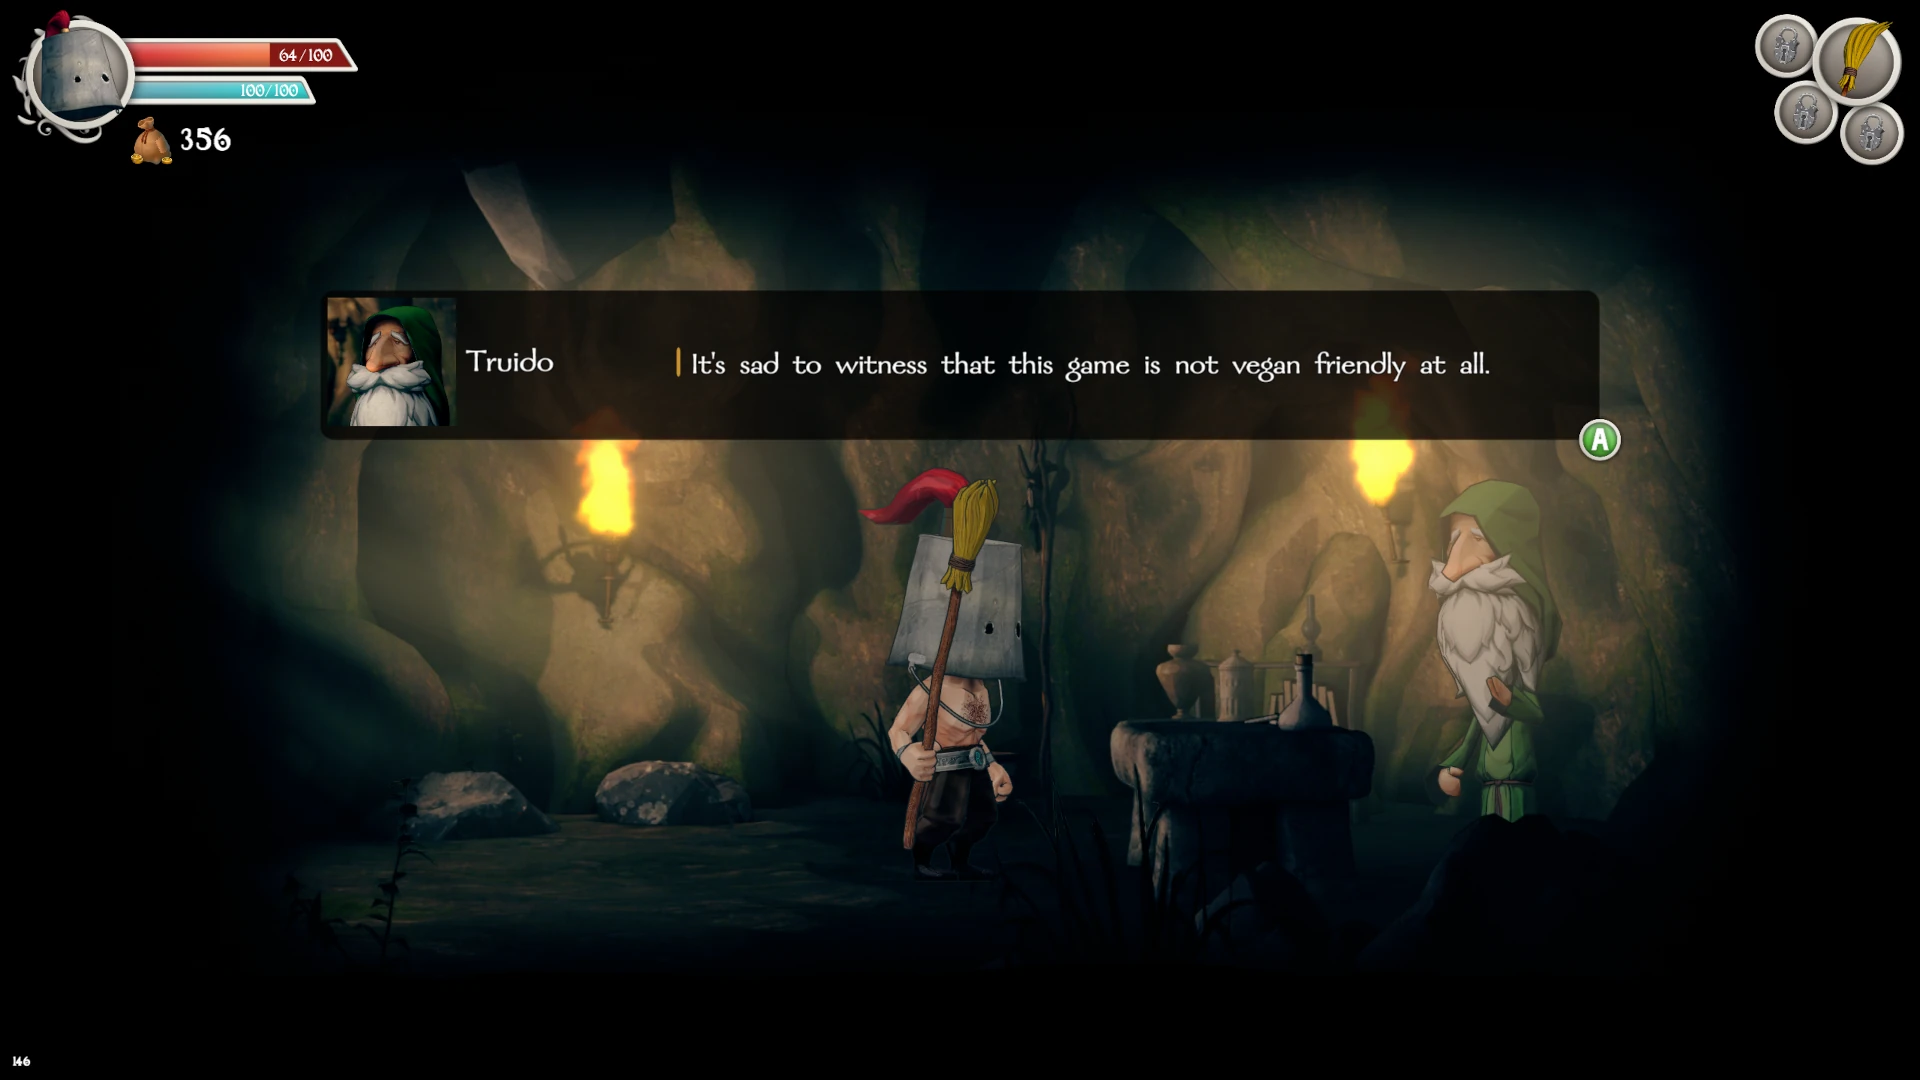 64/100
100/100
356
Truido
It's sad to witness that this game is not vegan friendly at all.
A
146